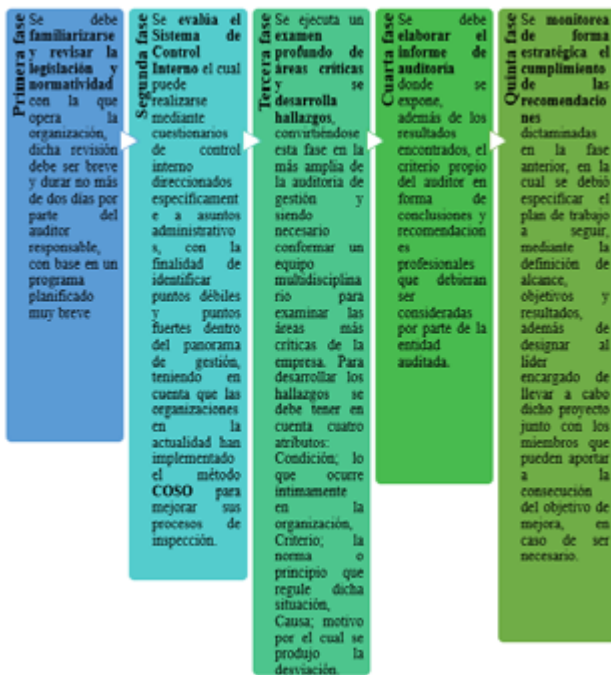 Primera fase
Se debe
familiarizarse
y revisar la
legislación y
normatividad
con la que
opera la
organización,
dicha revisión
debe ser breve
y durar no más
de dos días por
parte del
auditor
responsable,
con base en un
programa
planificado
muy breve
Segunda fase
Se evalúa el
Sistema de
Control
Interno el cual
puede
realizarse
mediante
cuestionarios
de control
interno
direccionados
específicament
e a asuntos
administrativo
s, con la
finalidad de
identificar
puntos débiles
y puntos
fuertes dentro
del panorama
de gestión,
teniendo en
cuenta que las
organizaciones
en la
actualidad han
implementado
el método
COSO para
mejorar sus
procesos de
inspección.
Tercera fase
Se ejecuta un
examen
profundo de
áreas críticas
y se
desarrolla
hallazgos,
convirtiéndose
esta fase en la
más amplia de
la auditoria de
gestión y
siendo
necesario
conformar un
equipo
multidisciplina
rio para
examinar las
áreas más
críticas de la
empresa. Para
desarrollar los
hallazgos se
debe tener en
cuenta cuatro
atributos:
Condición; lo
que ocurre
íntimamente
en la
organización,
Criterio; la
norma o
principio que
regule dicha
situación,
Causa; motivo
por el cual se
produjo la
desviación.
Cuarta fase
Se debe
elaborar el
informe de
auditoría
donde se
expone,
además de los
resultados
encontrados, el
criterio propio
del auditor en
forma de
conclusiones y
recomendacion
es
profesionales
que debieran
ser
consideradas
por parte de la
entidad
auditada.
Quinta fase
Se monitorea
de forma
estratégica el
cumplimiento
de las
recomendacio
nes
dictaminadas
en la fase
anterior, en la
cual se debió
especificar el
plan de trabajo
a seguir,
mediante la
definición de
alcance,
objetivos y
resultados,
además de
designar al
líder
encargado de
llevar a cabo
dicho proyecto
junto con los
miembros que
pueden aportar
a la
consecución
del objetivo de
mejora, en
caso de ser
necesario.